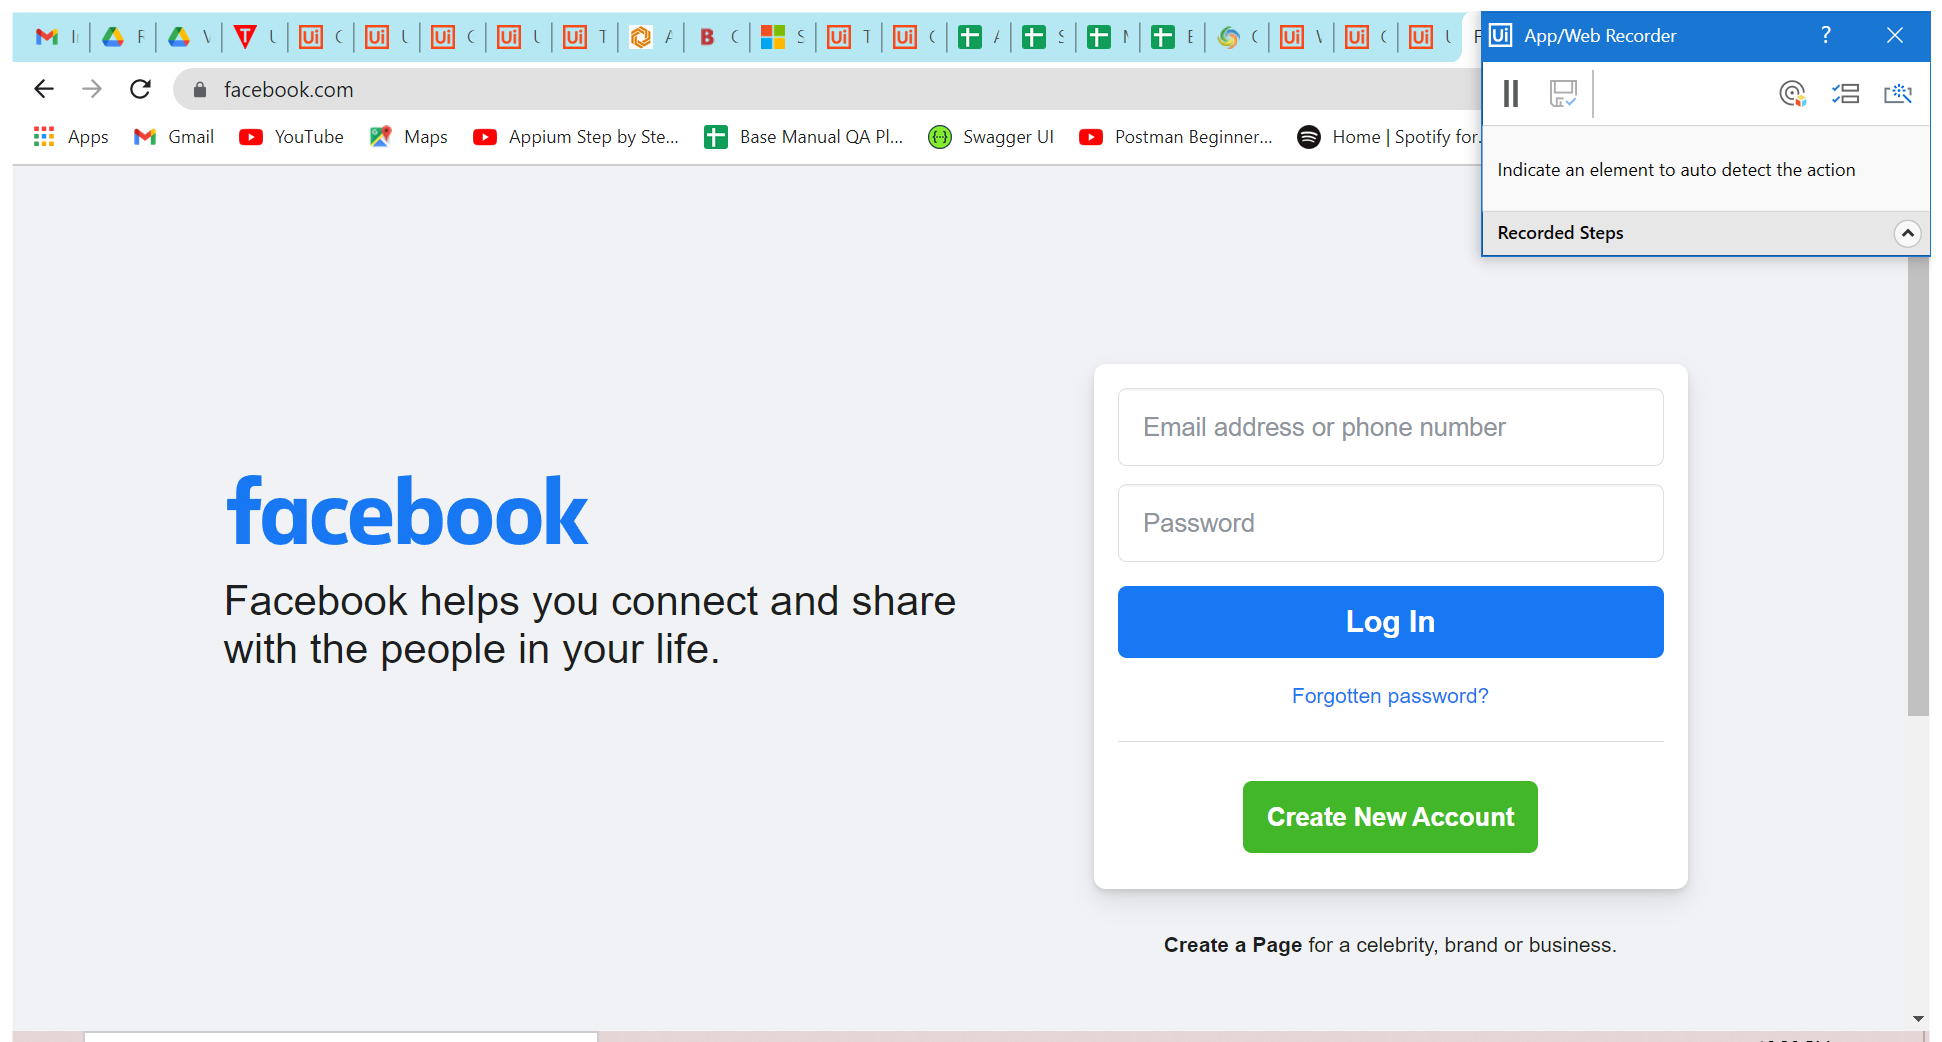 App/Web Recorder ?
facebook.com
Apps Gmail YouTube Maps Appium Step by Ste... Base Manual QA Pl... Swagger UI Postman Beginner... Home | Spotify for.
Indicate an element to auto detect the action
Recorded Steps
facebook
Facebook helps you connect and share
with the people in your life.
Email address or phone number
Password
Log In
Forgotten password?
Create New Account
Create a Page for a celebrity, brand or business.